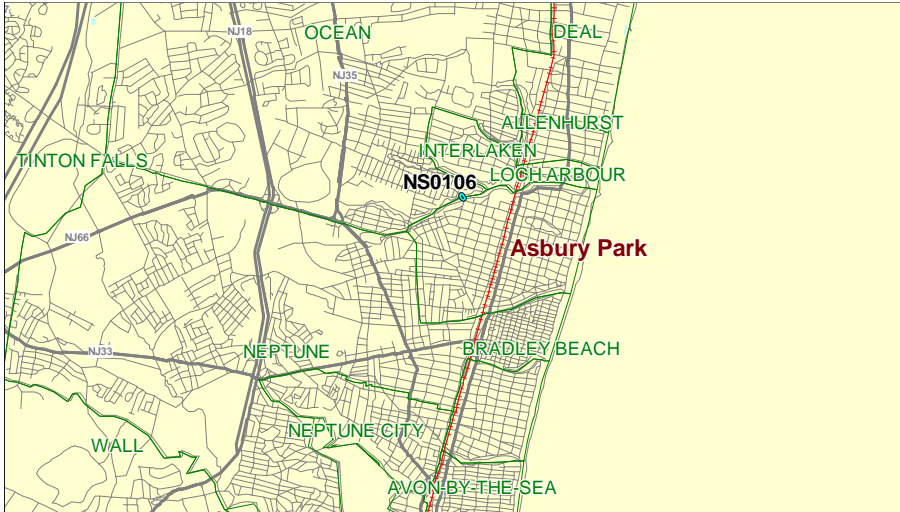 OCEAN
DEAL
NJ18
NJ35
ALLENHURST
INTERLAKEN
TINTON FALLS
LOCH ARBOUR
NS0106
NJ66
Asbury Park
NJ33
NEPTUNE
BRADLEY BEACH
NEPTUNE CITY
WALL
AVON-BY-THE-SEA